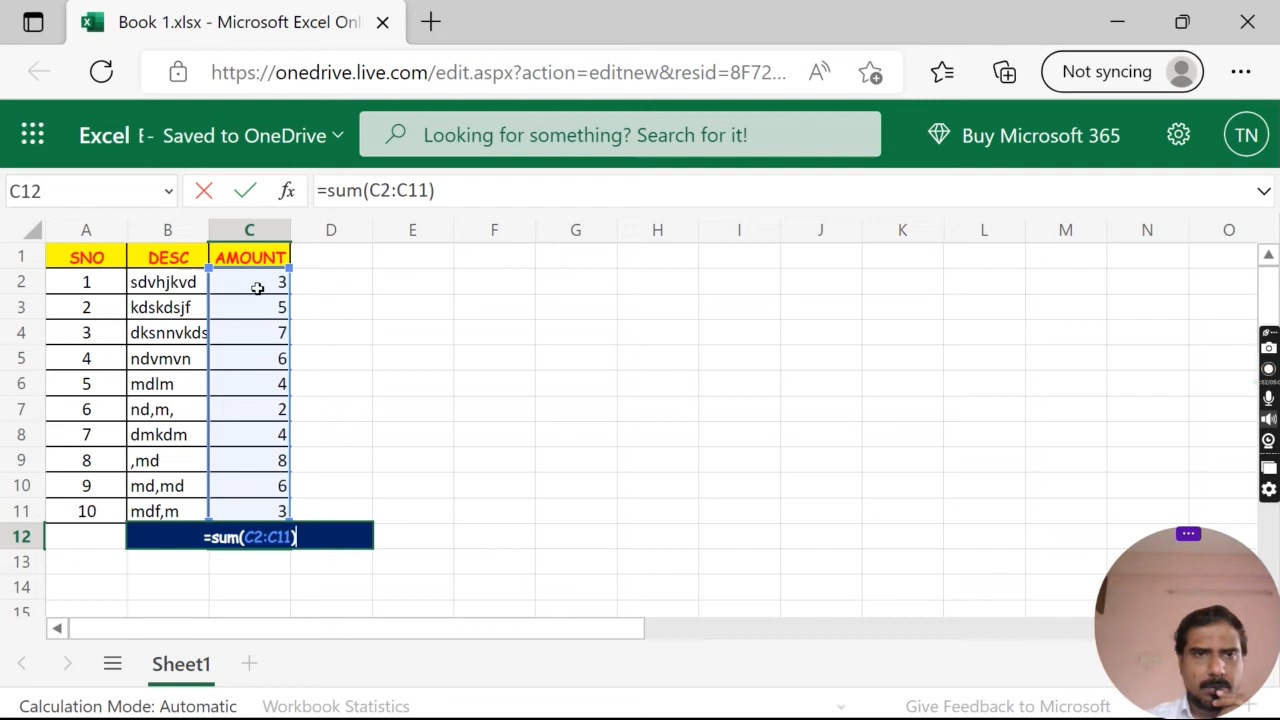 Book 1.xlsx - Microsoft Excel Onl
https://onedrive.live.com/edit.aspx?action=editnew&resid=8F72...
Not syncing
Excel
- Saved to OneDrive
Looking for something? Search for it!
Buy Microsoft 365
TN
C12
fx
=sum(C2:C11)
A B C D E F G H I J K L M N O
1 SNO DESC AMOUNT
2 1 sdvhjkvd 3
3 2 kdskdsjf 5
4 3 dksnnvkds 7
5 4 ndvmvn 6
6 5 mdlm 4
7 6 nd,m, 2
8 7 dmkdm 4
9 8 ,md 8
10 9 md,md 6
11 10 mdf,m 3
12 =sum(C2:C11)
13
14
15
Sheet1
Calculation Mode: Automatic
Workbook Statistics
Give Feedback to Microsoft